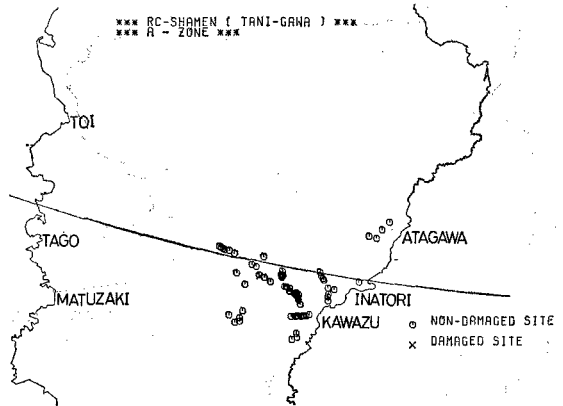 *** RC-SHAMEN ( TANI-GAWA ) ***
*** A - ZONE ***
TOI
TAGO
ATAGAWA
MATUZAKI
INATORI
KAWAZU
NON-DAMAGED SITE
DAMAGED SITE